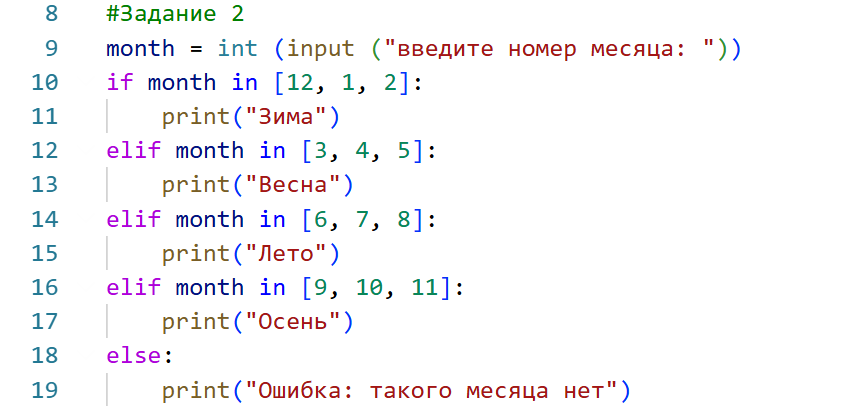 8 #Задание 2
9 month = int (input ("введите номер месяца: "))
10 if month in [12, 1, 2]:
11     print("Зима")
12 elif month in [3, 4, 5]:
13     print("Весна")
14 elif month in [6, 7, 8]:
15     print("Лето")
16 elif month in [9, 10, 11]:
17     print("Осень")
18 else:
19     print("Ошибка: такого месяца нет")